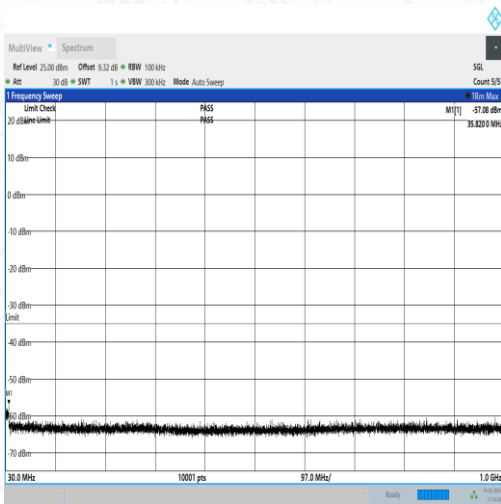 MultiView Spectrum
Ref Level 25.00 dBm Offset 9.32 dB RBW 100 kHz SGL
Att 30 dB SWT 1 s VBW 300 kHz Mode Auto Sweep Count 5/5
1 Frequency Sweep 1Rm Max
Limit Check PASS M1[1] -57.08 dBm
20 dBm Line Limit PASS 35.820 0 MHz
10 dBm
0 dBm
-10 dBm
-20 dBm
-30 dBm
Limit
-40 dBm
-50 dBm
M1
-60 dBm
-70 dBm
30.0 MHz 10001 pts 97.0 MHz/ 1.0 GHz
Ready